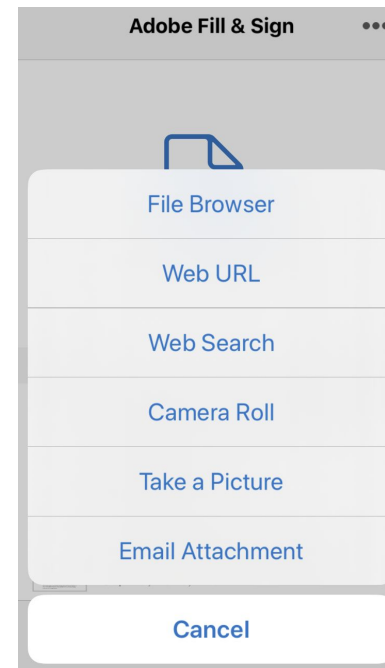 Adobe Fill & Sign
File Browser
Web URL
Web Search
Camera Roll
Take a Picture
Email Attachment
Cancel